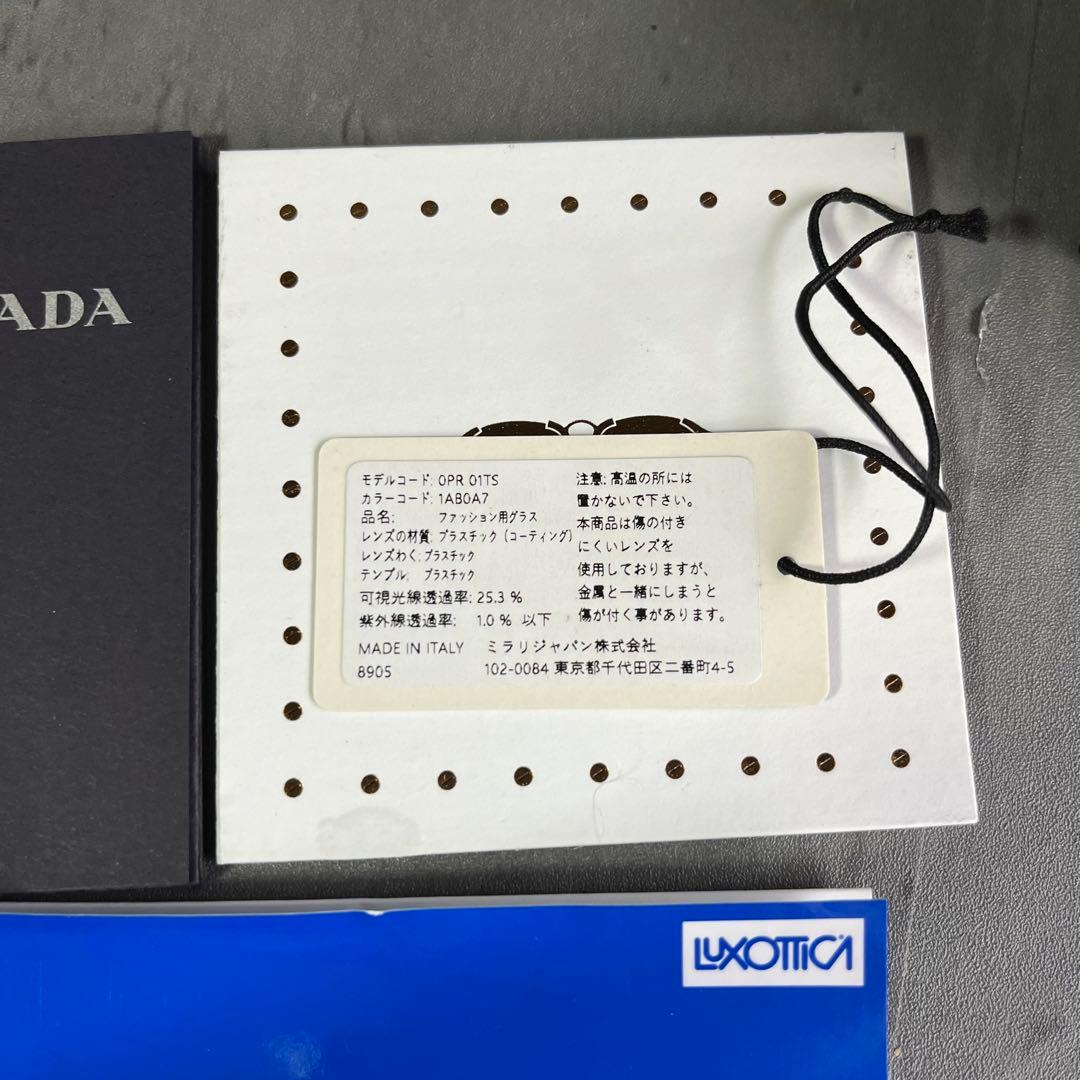 ADA
モデルコード: 0PR 01TS
カラーコード: 1AB0A7
品名: ファッション用グラス
レンズの材質: プラスチック (コーティング)
レンズわく: プラスチック
テンプル: プラスチック
可視光線透過率: 25.3 %
紫外線透過率: 1.0 % 以下
注意: 高温の所には
置かないで下さい。
本商品は傷の付き
にくいレンズを
使用しておりますが、
金属と一緒にしまうと
傷が付く事があります。
MADE IN ITALY ミラリジャパン株式会社
8905 102-0084 東京都千代田区二番町4-5
LUXOTTICA